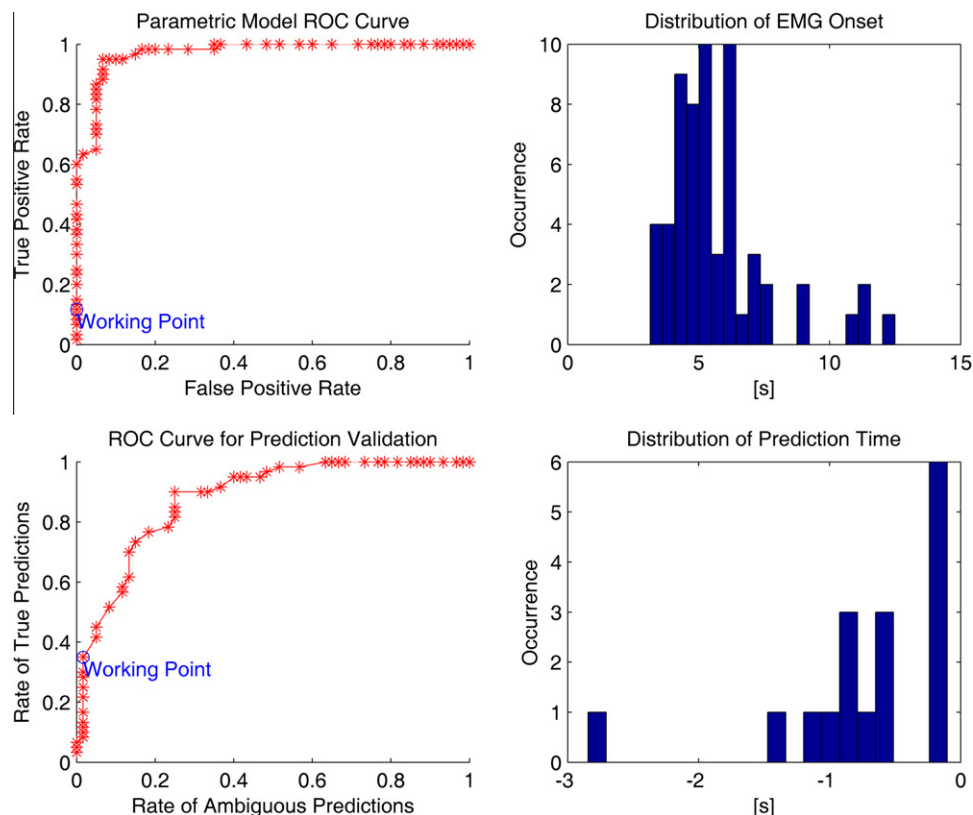 Parametric Model ROC Curve
1
0.8
0.6
0.4
0.2
0
True Positive Rate
Working Point
0 0.2 0.4 0.6 0.8 1
False Positive Rate
Distribution of EMG Onset
10
8
6
4
2
0
Occurrence
0 5 10 15
[s]
ROC Curve for Prediction Validation
1
0.8
0.6
0.4
0.2
0
Rate of True Predictions
Working Point
0 0.2 0.4 0.6 0.8 1
Rate of Ambiguous Predictions
Distribution of Prediction Time
6
5
4
3
2
1
0
Occurrence
-3 -2 -1 0
[s]